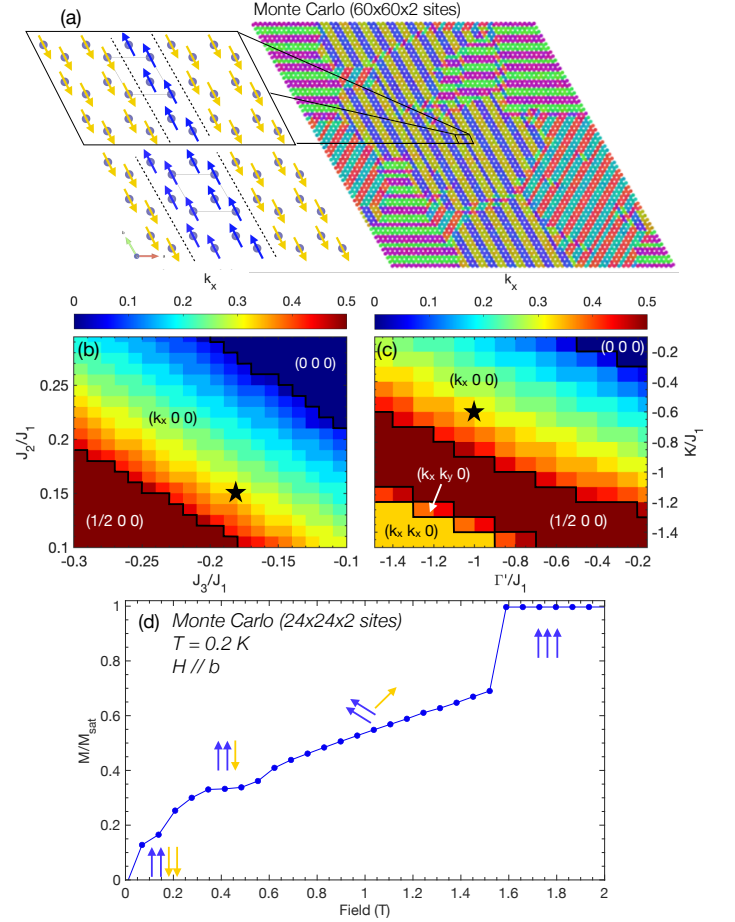 (a)
Monte Carlo (60x60x2 sites)
k_x
0 0.1 0.2 0.3 0.4 0.5
k_x
0 0.1 0.2 0.3 0.4 0.5
(b)
(0 0 0)
(k_x 0 0)
(1/2 0 0)
J_2/J_1
0.25
0.2
0.15
0.1
-0.3 -0.25 -0.2 -0.15 -0.1
J_3/J_1
(c)
(0 0 0)
(k_x 0 0)
(k_x k_y 0)
(1/2 0 0)
(k_x k_x 0)
-0.2
-0.4
-0.6
-0.8
-1
-1.2
-1.4
K/J_1
-1.4 -1.2 -1 -0.8 -0.6 -0.4 -0.2
Γ'/J_1
(d)
Monte Carlo (24x24x2 sites)
T = 0.2 K
H // b
M/M_sat
1
0.8
0.6
0.4
0.2
0
0 0.2 0.4 0.6 0.8 1 1.2 1.4 1.6 1.8 2
Field (T)